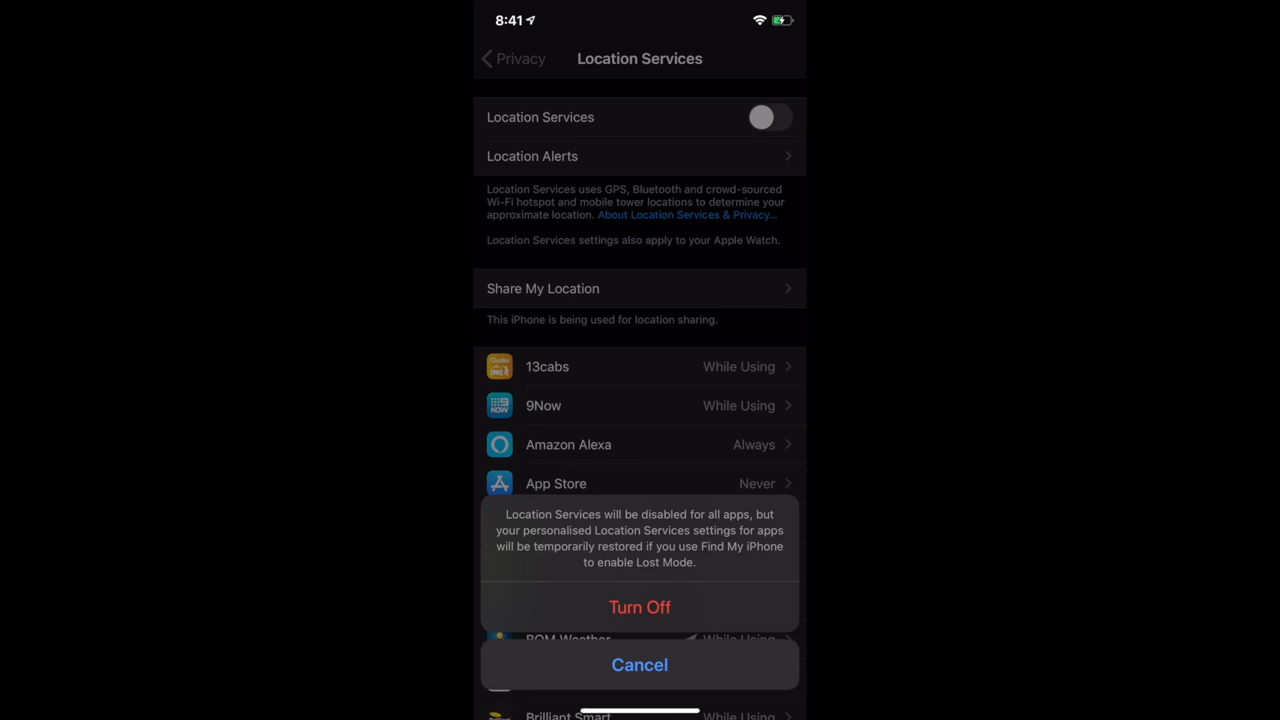 8:41
Privacy
Location Services
Location Services
Location Alerts
Location Services uses GPS, Bluetooth and crowd-sourced
Wi-Fi hotspot and mobile tower locations to determine your
approximate location. About Location Services & Privacy...
Location Services settings also apply to your Apple Watch.
Share My Location
This iPhone is being used for location sharing.
13cabs While Using
9Now While Using
Amazon Alexa Always
App Store Never
Location Services will be disabled for all apps, but
your personalised Location Services settings for apps
will be temporarily restored if you use Find My iPhone
to enable Lost Mode.
Turn Off
BOM Weather While Using
Cancel
Brilliant Smart While Using